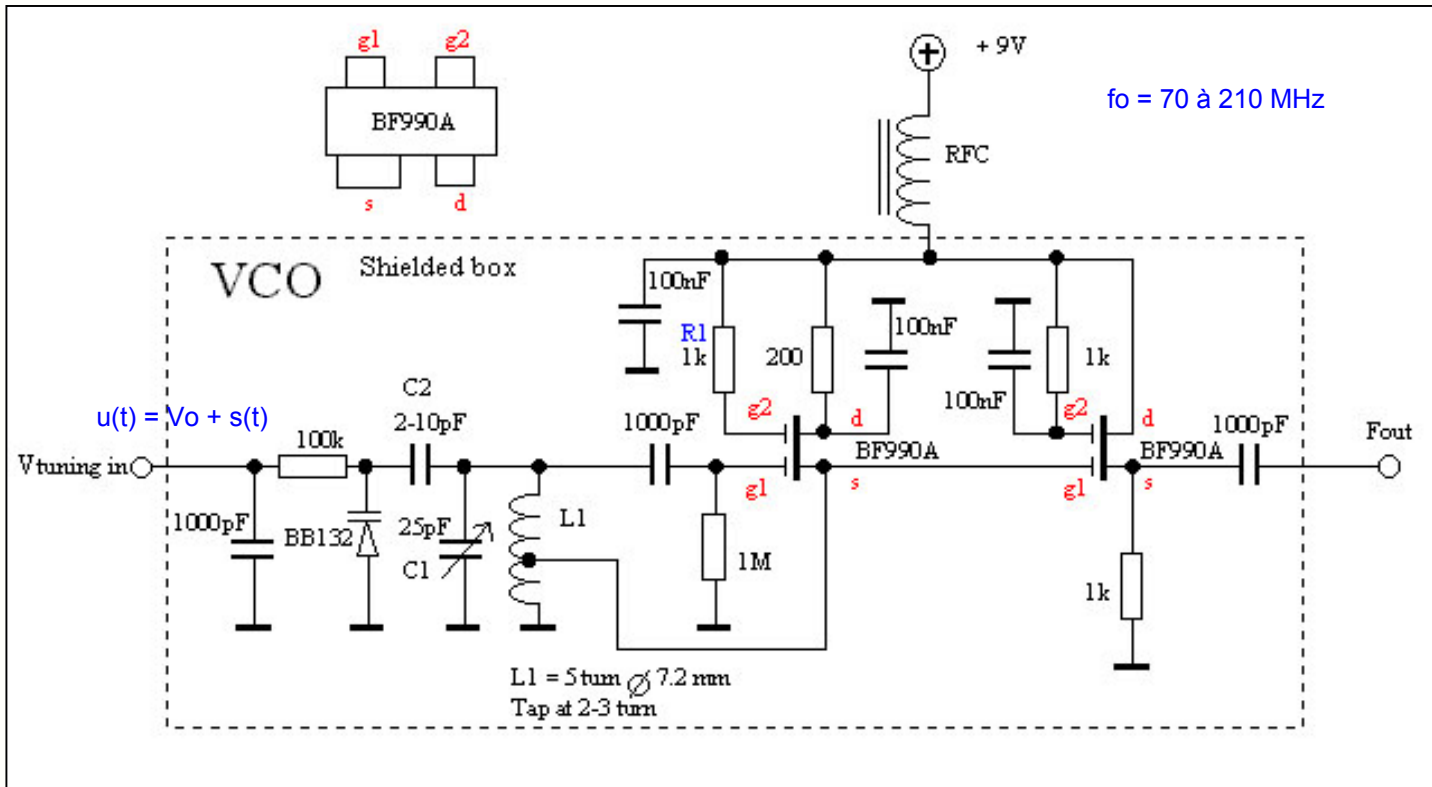 g1 g2
BF990A
s d
+ 9V
fo = 70 à 210 MHz
RFC
VCO
Shielded box
100nF
R1
1k
200
100nF
100nF
1k
u(t) = Vo + s(t)
C2
2-10pF
100k
1000pF
g2
d
BF990A
g1
s
g2
d
BF990A
g1
s
1000pF
Fout
Vtuning in
1000pF
BB132
25pF
C1
L1
1M
1k
L1 = 5 turn ∅ 7.2 mm
Tap at 2-3 turn